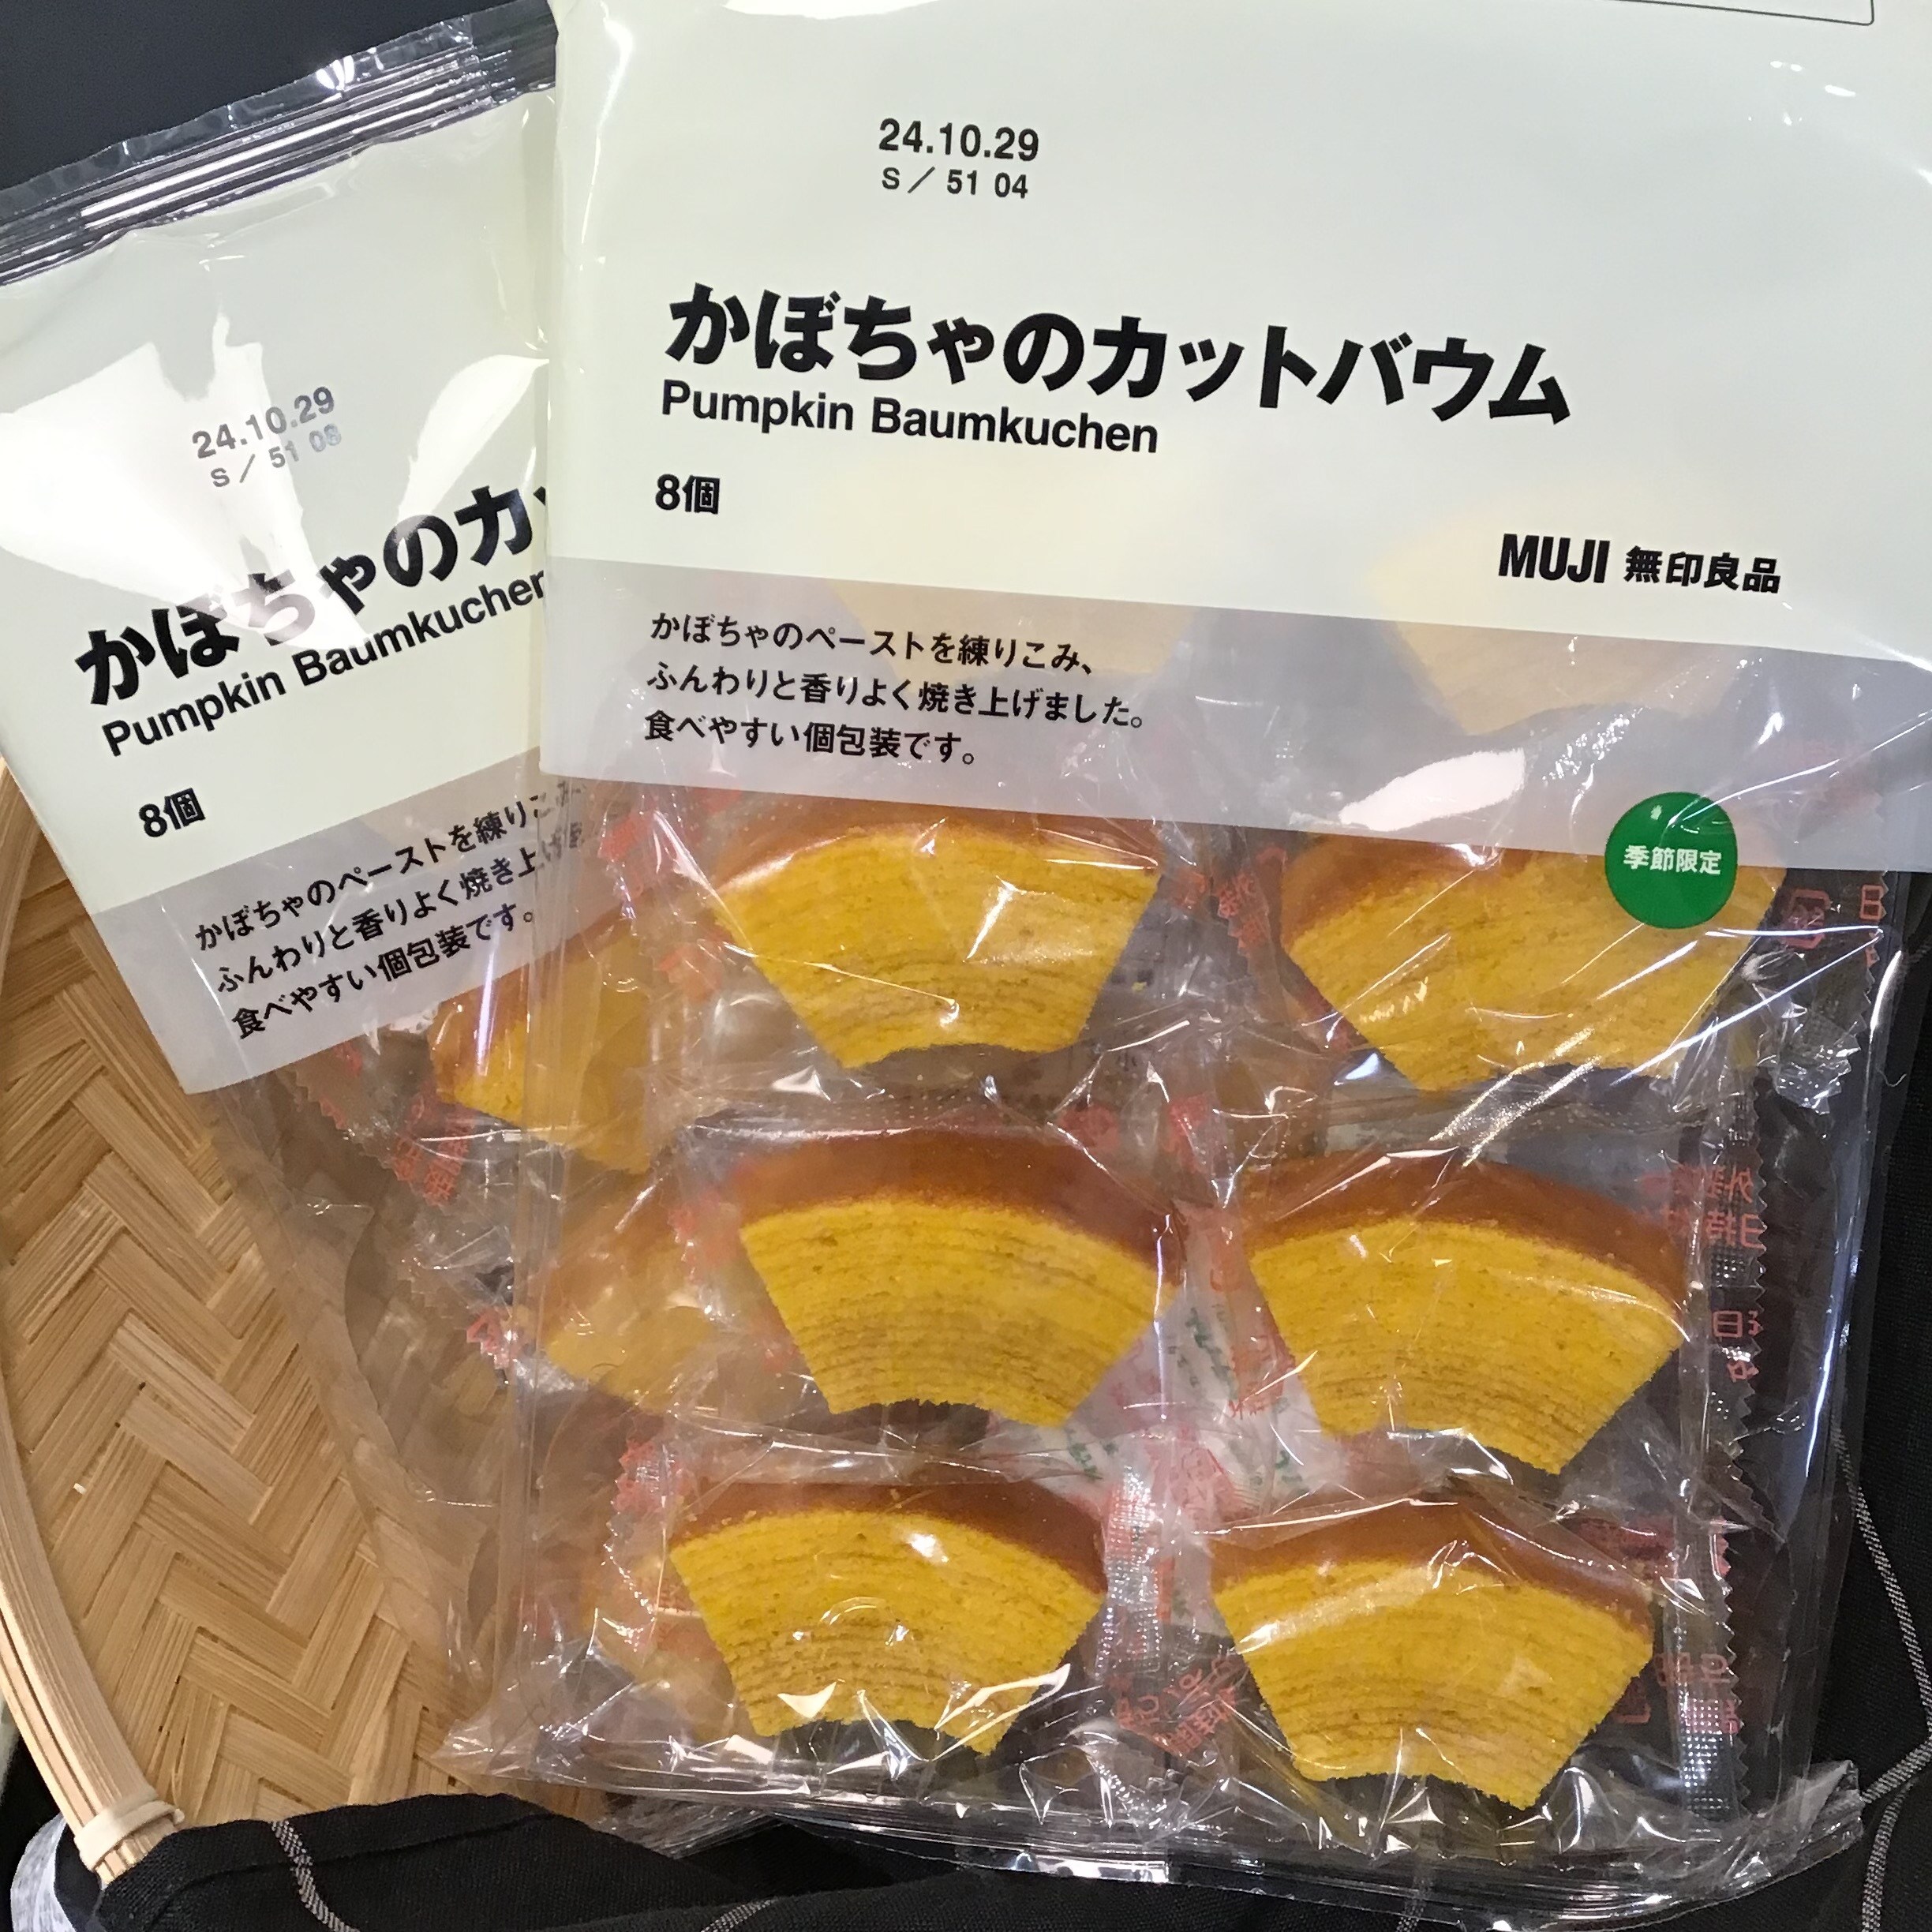 24.10.29
S/ 51 04
かぼちゃのカットバウム
Pumpkin Baumkuchen
8個
MUJI 無印良品
かぼちゃのペーストを練りこみ、
ふんわりと香りよく焼き上げました。
食べやすい個包装です。
季節限定
24.10.29
S/ 51 08
かぼちゃのカッ
Pumpkin Baumkuchen
8個
かぼちゃのペーストを練りこみ、
ふんわりと香りよく焼き上げ
食べやすい個包装です。